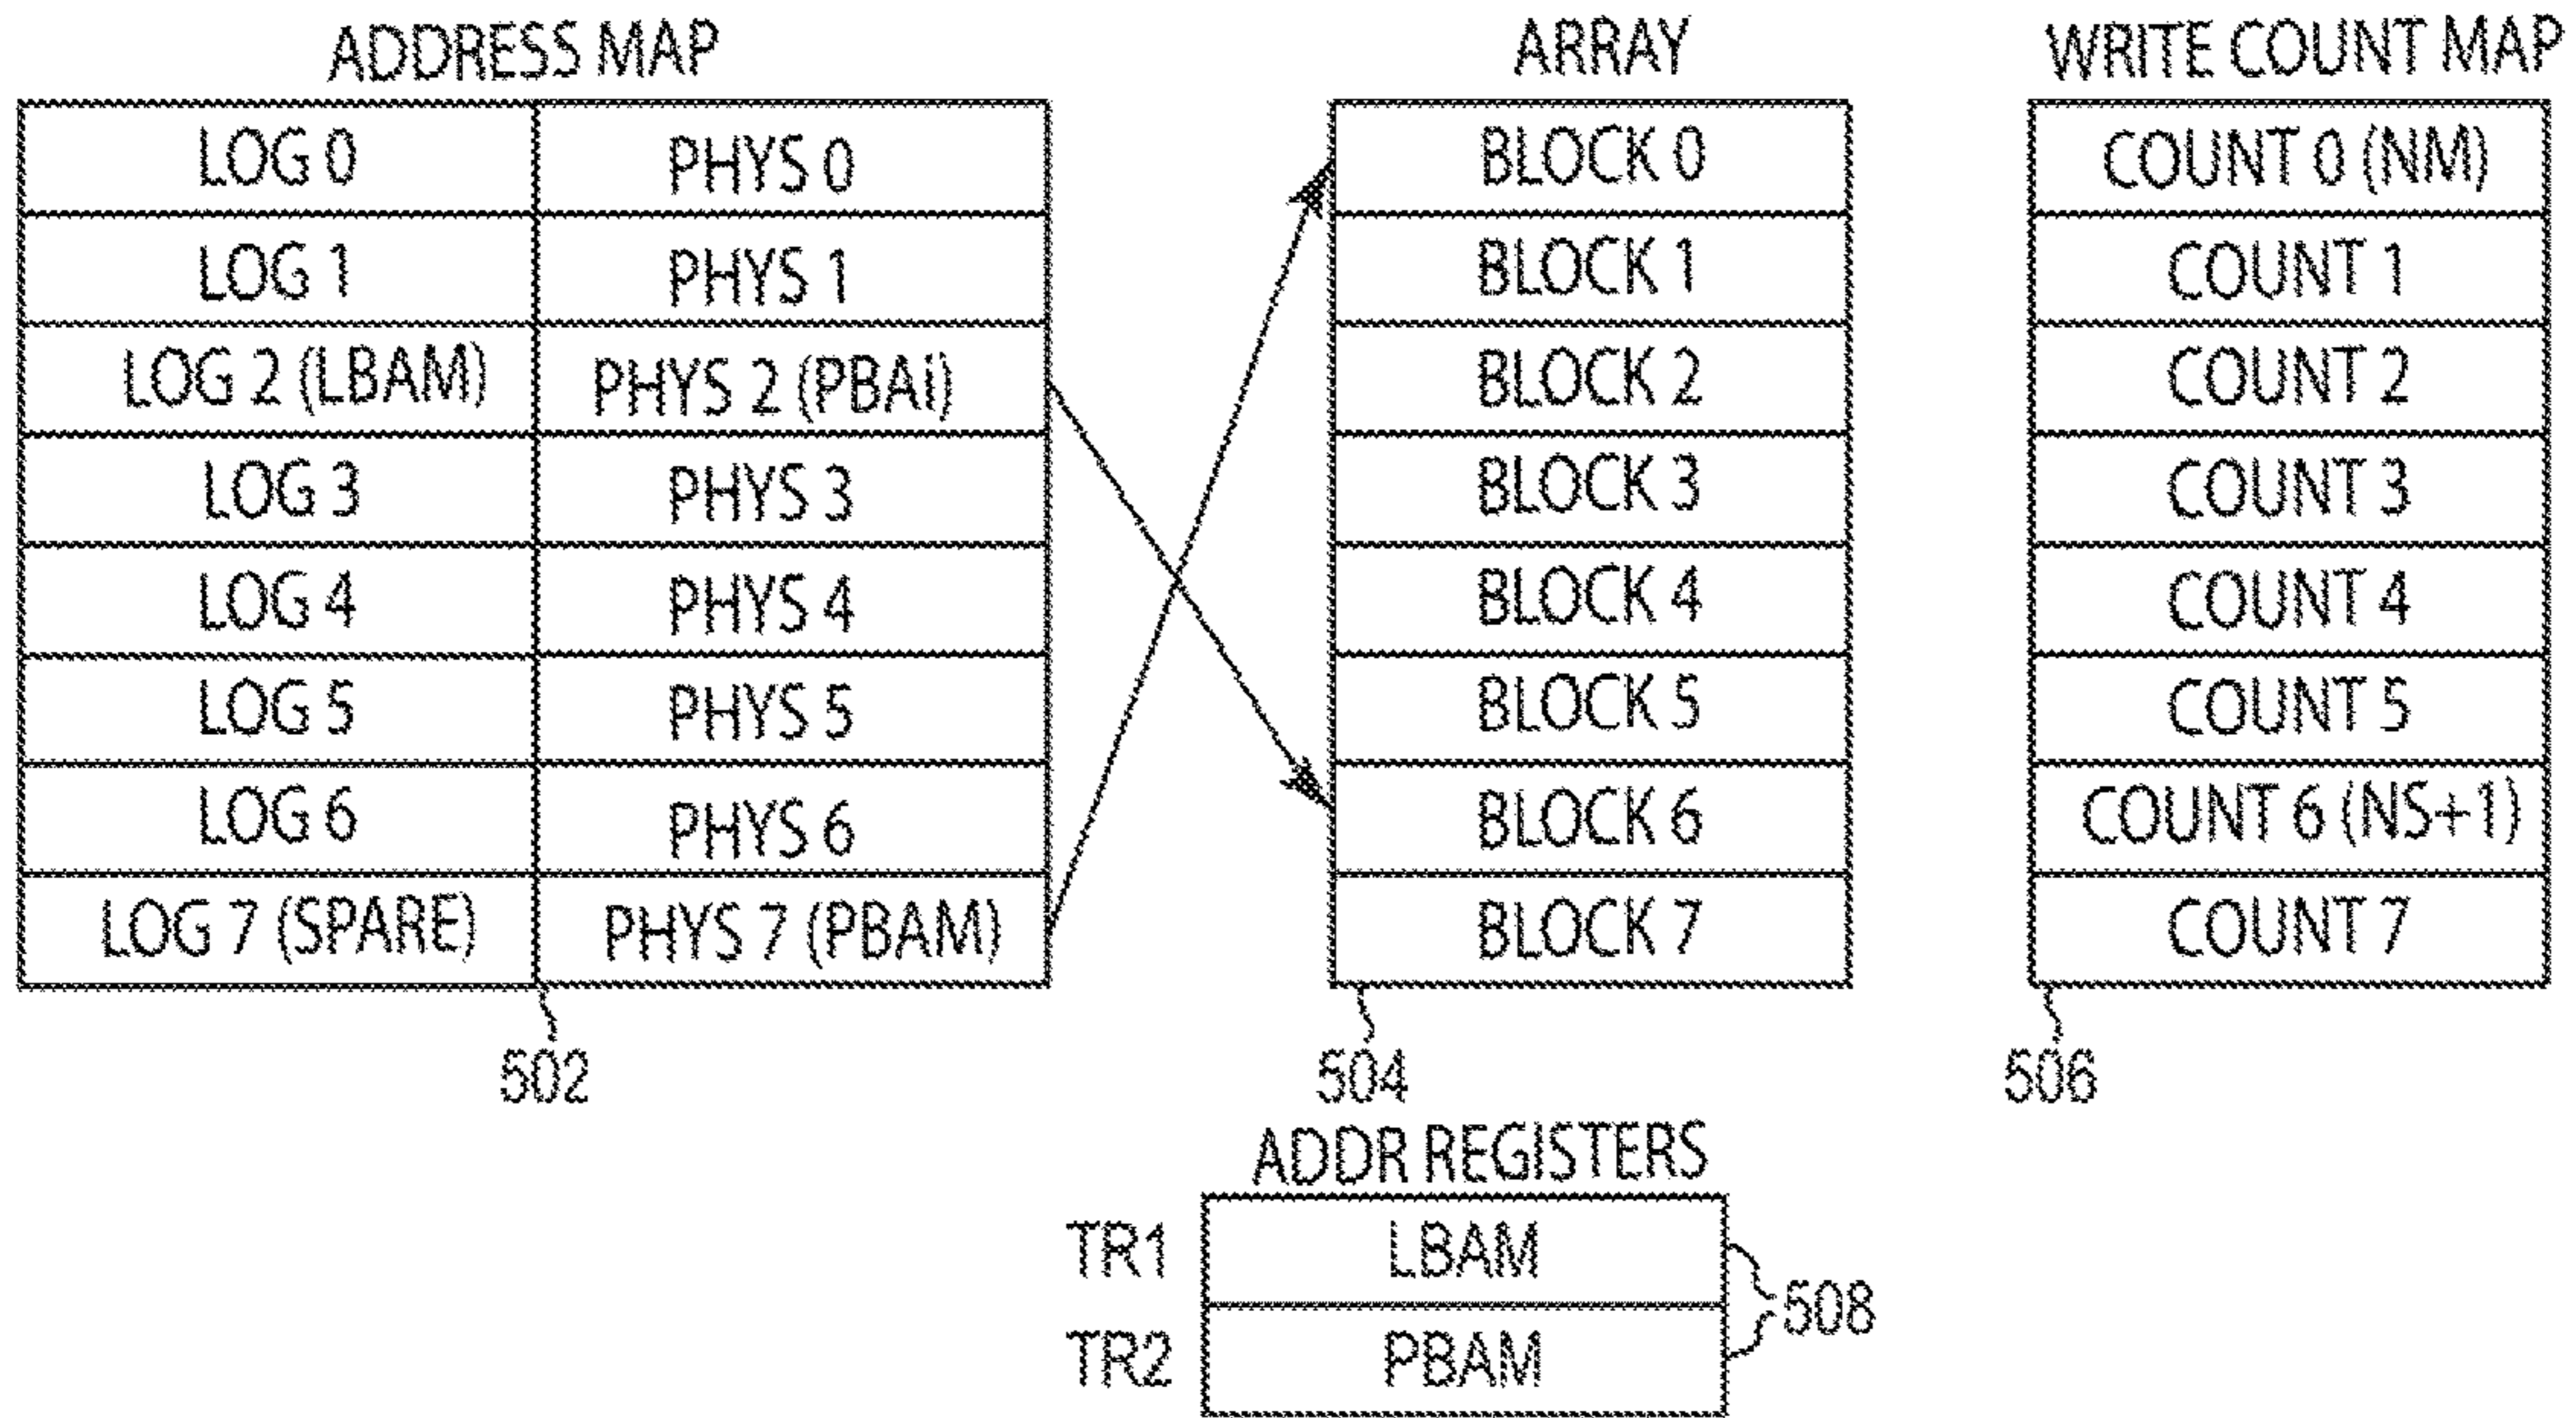 ADDRESS MAP
LOG 0 PHYS 0
LOG 1 PHYS 1
LOG 2 (LBAM) PHYS 2 (PBAi)
LOG 3 PHYS 3
LOG 4 PHYS 4
LOG 5 PHYS 5
LOG 6 PHYS 6
LOG 7 (SPARE) PHYS 7 (PBAM)
502
ARRAY
BLOCK 0
BLOCK 1
BLOCK 2
BLOCK 3
BLOCK 4
BLOCK 5
BLOCK 6
BLOCK 7
504
WRITE COUNT MAP
COUNT 0 (NM)
COUNT 1
COUNT 2
COUNT 3
COUNT 4
COUNT 5
COUNT 6 (NS+1)
COUNT 7
506
ADDR REGISTERS
TR1 LBAM
TR2 PBAM
508